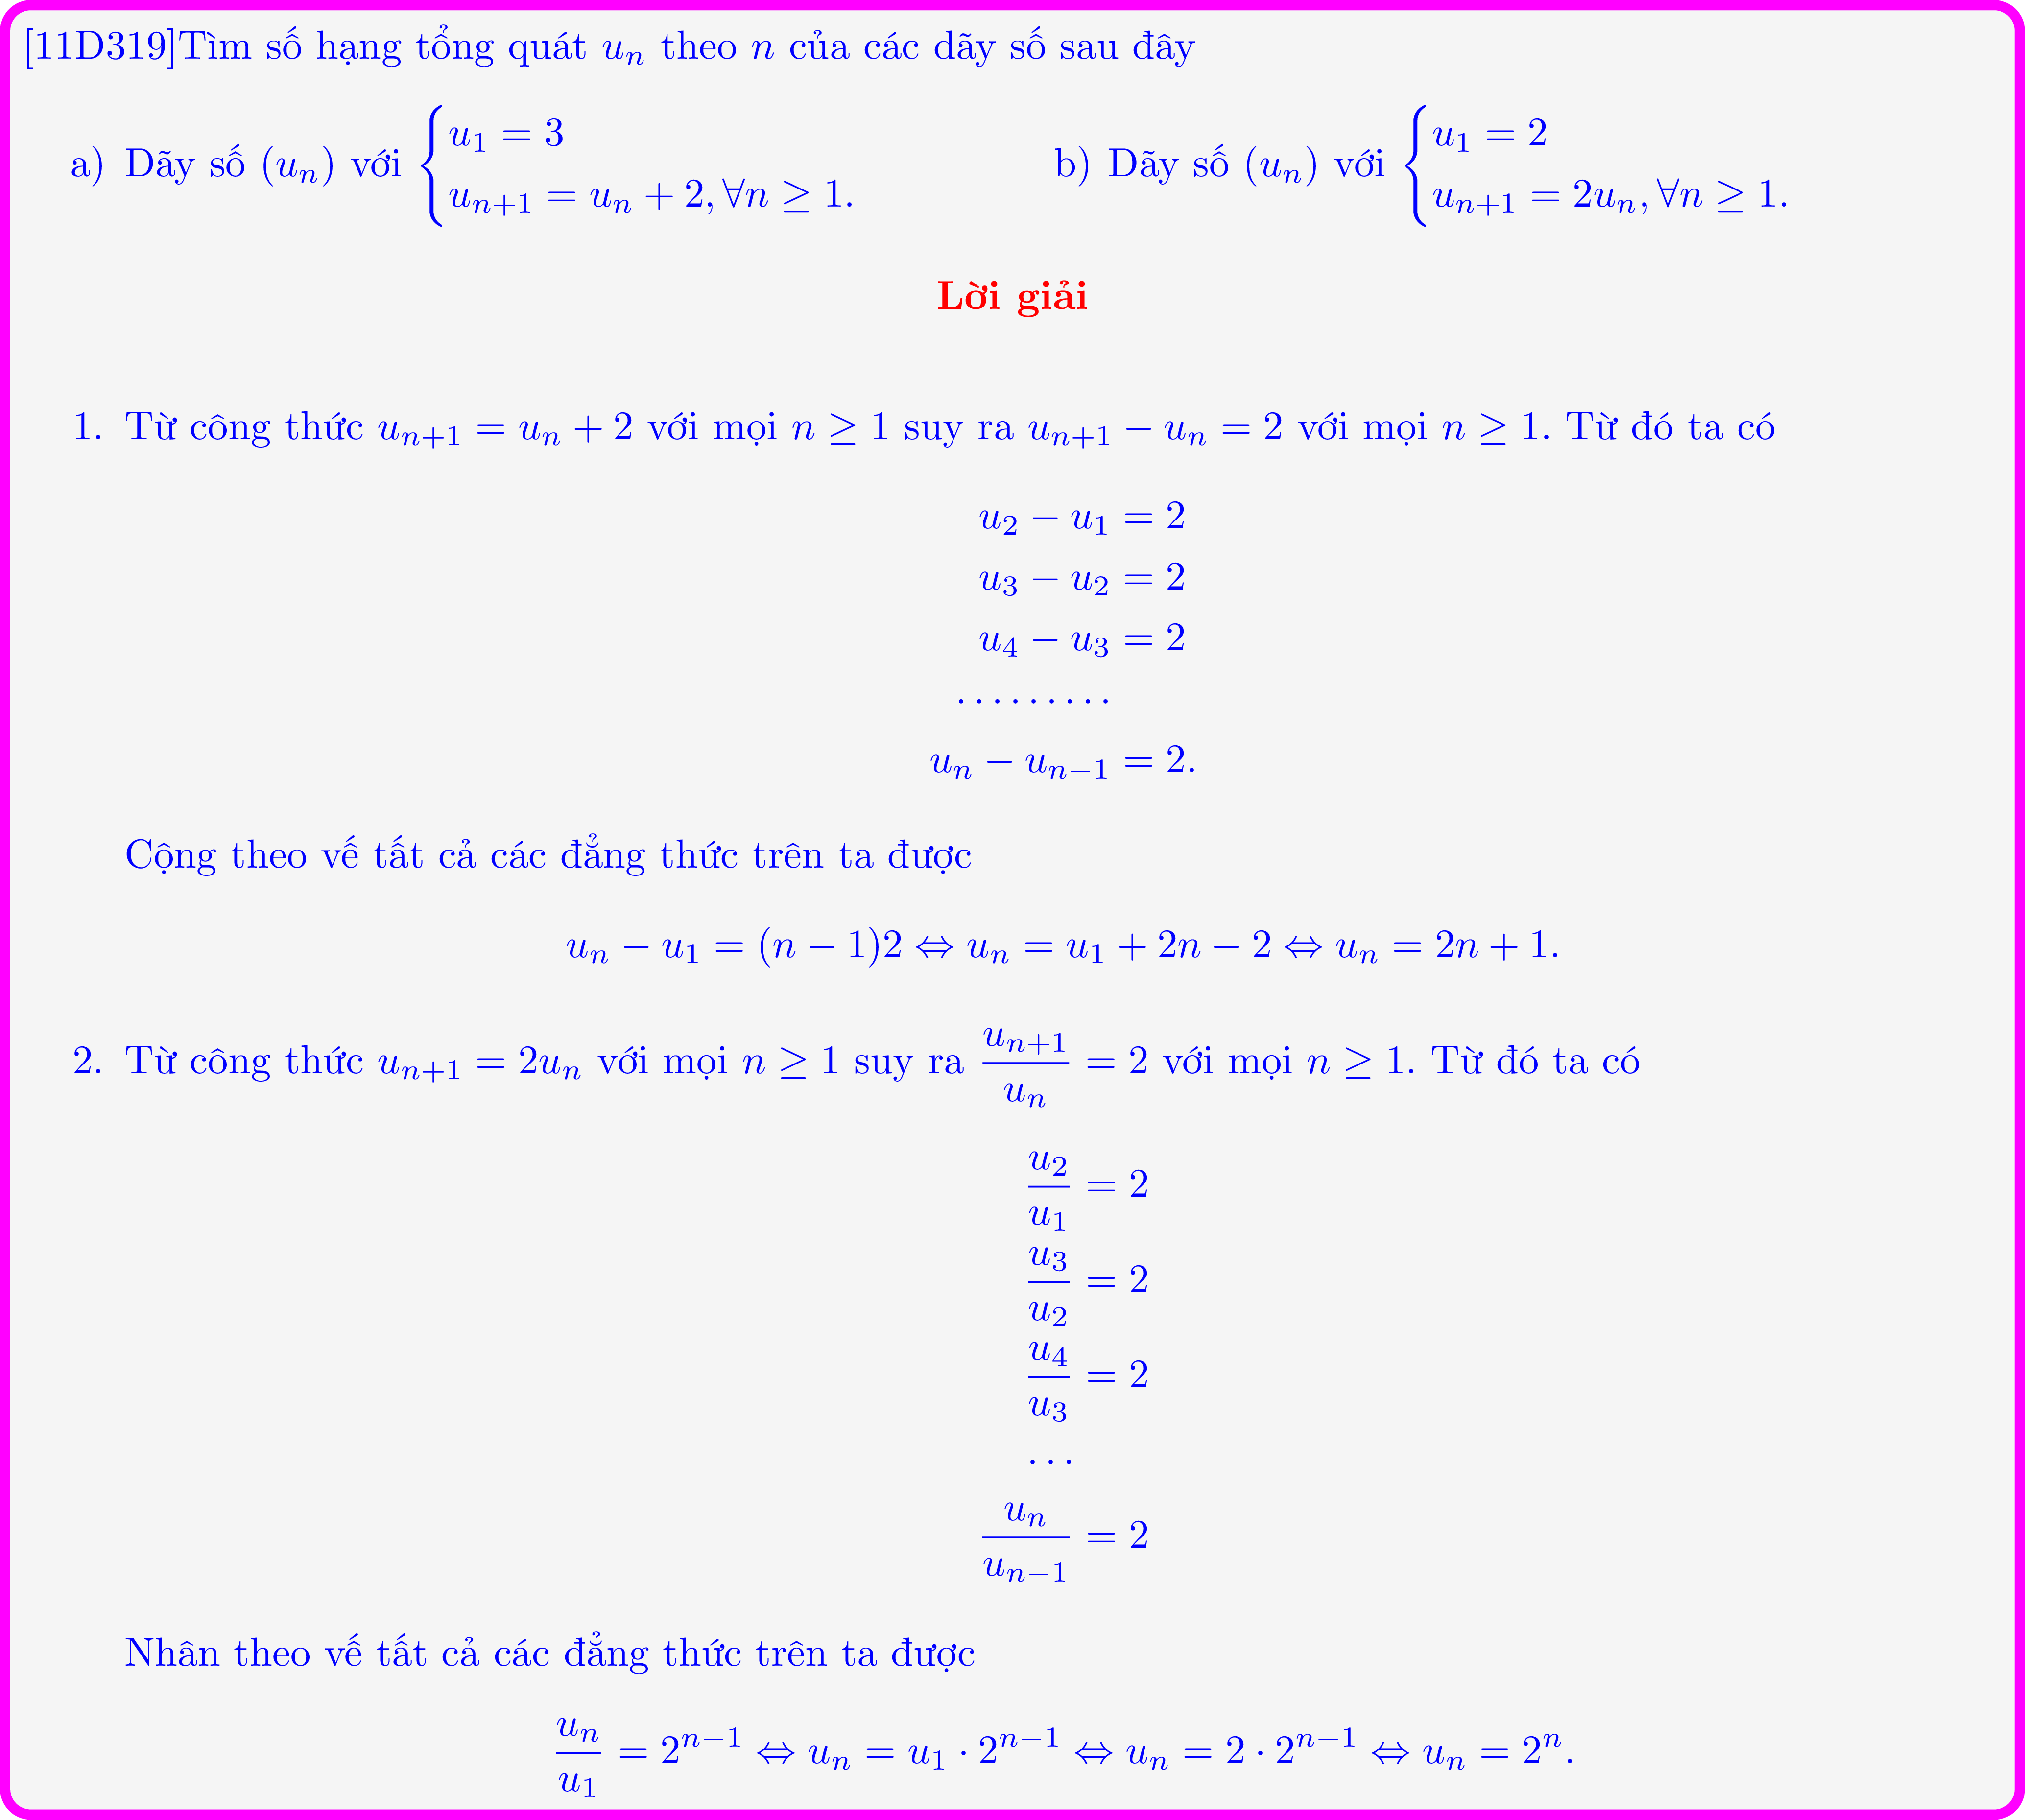 [11D319]Tìm số hạng tổng quát $u_n$ theo $n$ của các dãy số sau đây
a) Dãy số $(u_n)$ với $\begin{cases} u_1 = 3 \\ u_{n+1} = u_n + 2, \forall n \geq 1. \end{cases}$ b) Dãy số $(u_n)$ với $\begin{cases} u_1 = 2 \\ u_{n+1} = 2u_n, \forall n \geq 1. \end{cases}$
Lời giải
1. Từ công thức $u_{n+1} = u_n + 2$ với mọi $n \geq 1$ suy ra $u_{n+1} - u_n = 2$ với mọi $n \geq 1$. Từ đó ta có
$u_2 - u_1 = 2$
$u_3 - u_2 = 2$
$u_4 - u_3 = 2$
$\cdots\cdots\cdots$
$u_n - u_{n-1} = 2.$
Cộng theo vế tất cả các đẳng thức trên ta được
$u_n - u_1 = (n-1)2 \Leftrightarrow u_n = u_1 + 2n - 2 \Leftrightarrow u_n = 2n + 1.$
2. Từ công thức $u_{n+1} = 2u_n$ với mọi $n \geq 1$ suy ra $\dfrac{u_{n+1}}{u_n} = 2$ với mọi $n \geq 1$. Từ đó ta có
$\dfrac{u_2}{u_1} = 2$
$\dfrac{u_3}{u_2} = 2$
$\dfrac{u_4}{u_3} = 2$
$\cdots$
$\dfrac{u_n}{u_{n-1}} = 2$
Nhân theo vế tất cả các đẳng thức trên ta được
$\dfrac{u_n}{u_1} = 2^{n-1} \Leftrightarrow u_n = u_1 \cdot 2^{n-1} \Leftrightarrow u_n = 2 \cdot 2^{n-1} \Leftrightarrow u_n = 2^n.$